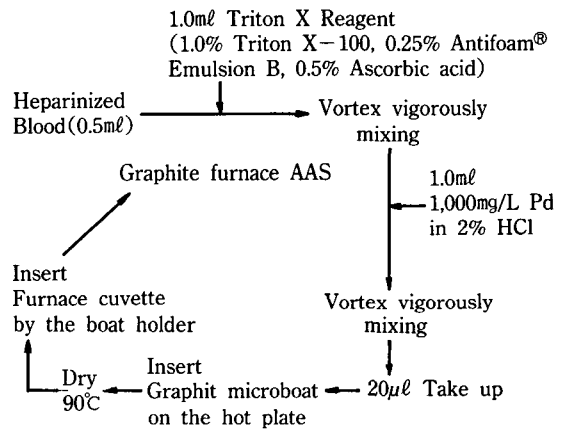 1.0mℓ Triton X Reagent
(1.0% Triton X-100, 0.25% Antifoam®
Emulsion B, 0.5% Ascorbic acid)
Heparinized
Blood(0.5mℓ)
Vortex vigorously
mixing
1.0mℓ
1,000mg/L Pd
in 2% HCl
Vortex vigorously
mixing
20μℓ Take up
Insert
Graphit microboat
on the hot plate
Dry
90℃
Insert
Furnace cuvette
by the boat holder
Graphite furnace AAS